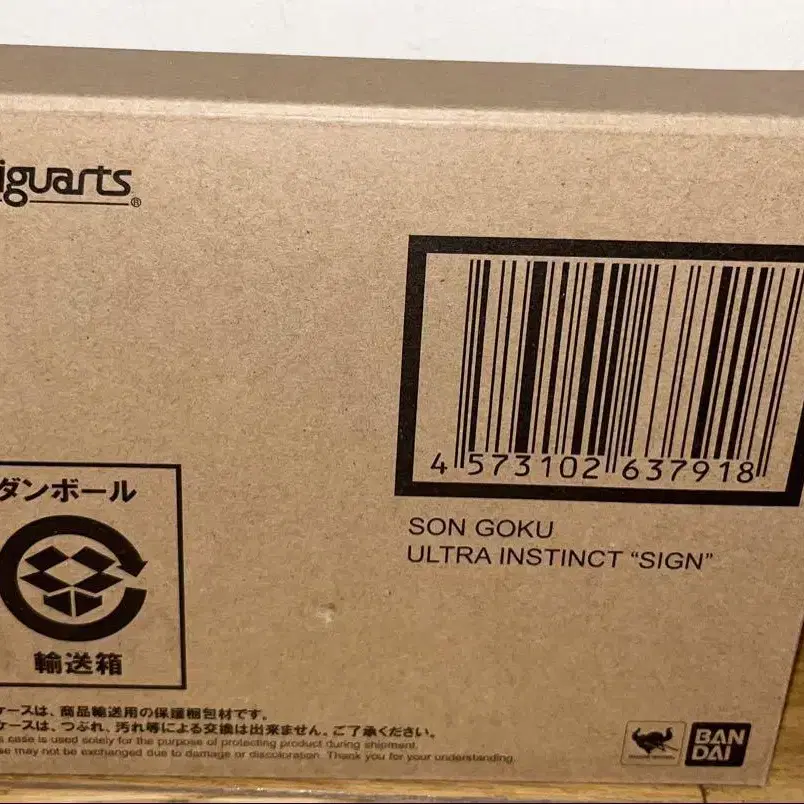 iguarts®
4 573102 637918
SON GOKU
ULTRA INSTINCT “SIGN”
ダンボール
輸送箱
ケースは、商品輸送用の保護梱包材です。
ケースは、つぶれ、汚れ等による交換は出来ません。ご了承ください。
case is used solely for the purpose of protecting product during shipment.
may not be exchanged due to damage or discoloration. Thank you for your understanding.
BAN
DAI